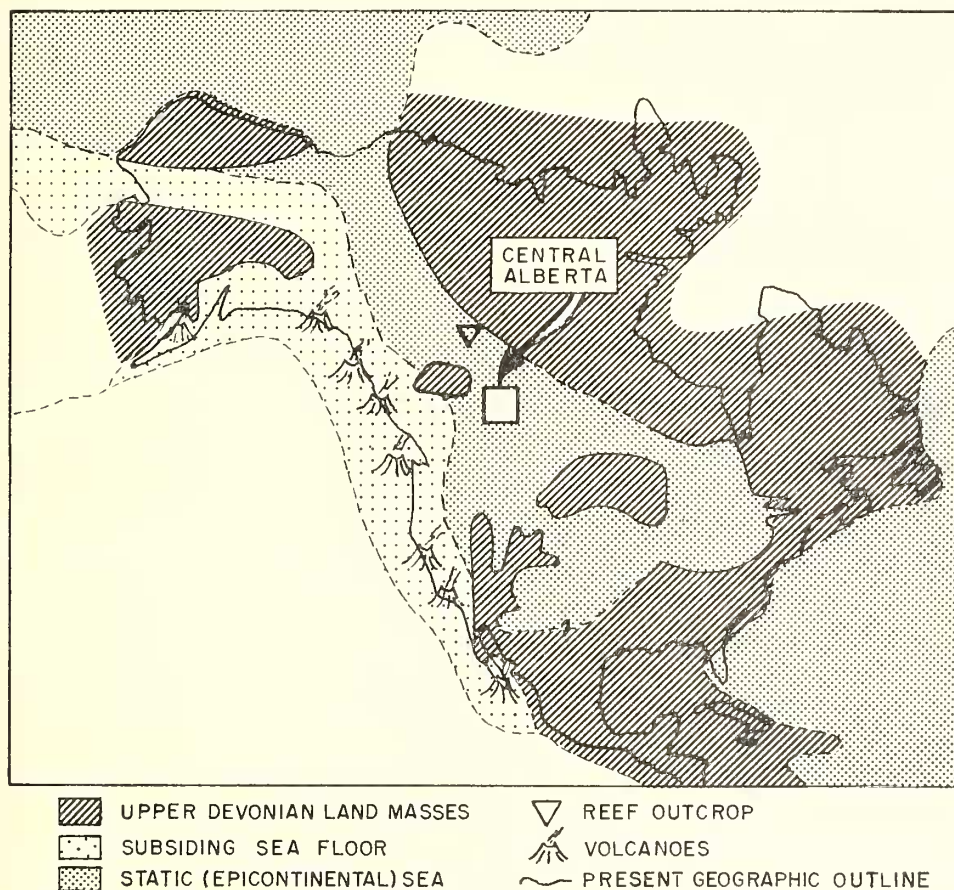 CENTRAL
ALBERTA
UPPER DEVONIAN LAND MASSES
SUBSIDING SEA FLOOR
STATIC (EPICONTINENTAL) SEA
REEF OUTCROP
VOLCANOES
PRESENT GEOGRAPHIC OUTLINE